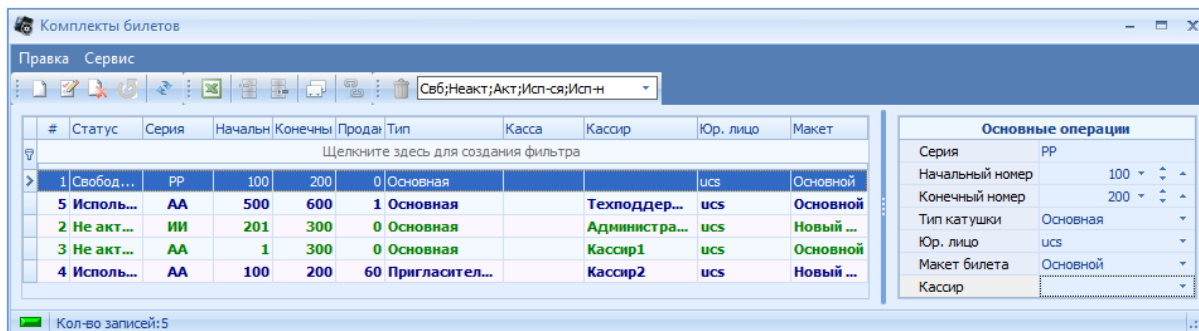 Комплекты билетов
Правка Сервис
Свб;Неакт;Акт;Исп-ся;Исп-н
# Статус Серия Начальн Конечны Продан Тип Касса Кассир Юр. лицо Макет
Щелкните здесь для создания фильтра
1 Свобод... РР 100 200 0 Основная ucs Основной
5 Исполь... АА 500 600 1 Основная Техподдер... ucs Основной
2 Не акт... ИИ 201 300 0 Основная Администра... ucs Новый ...
3 Не акт... АА 1 300 0 Основная Кассир1 ucs Основной
4 Исполь... АА 100 200 60 Пригласител... Кассир2 ucs Новый ...
Основные операции
Серия РР
Начальный номер 100
Конечный номер 200
Тип катушки Основная
Юр. лицо ucs
Макет билета Основной
Кассир
Кол-во записей:5